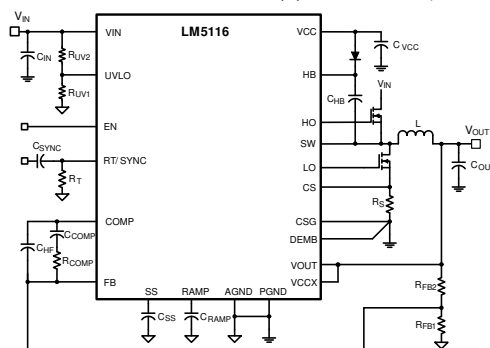 VIN
LM5116
VIN
VCC
CVCC
CIN
RUV2
UVLO
HB
RUV1
CHB
VIN
EN
HO
CSYNC
SW
L
VOUT
RT/SYNC
LO
COU
RT
CS
RS
COMP
CSG
CCOMP
CHF
DEMB
RCOMP
VOUT
FB
SS
RAMP
AGND
PGND
VCCX
RFB2
CSS
CRAMP
RFB1